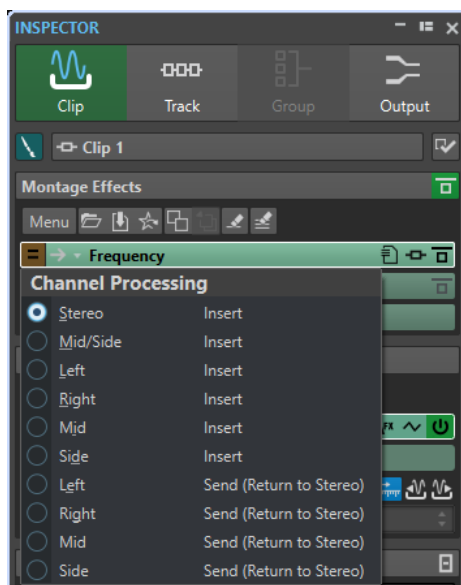 INSPECTOR
Clip Track Group Output
Clip 1
Montage Effects
Menu
Frequency
Channel Processing
Stereo Insert
Mid/Side Insert
Left Insert
Right Insert
Mid Insert
Side Insert
Left Send (Return to Stereo)
Right Send (Return to Stereo)
Mid Send (Return to Stereo)
Side Send (Return to Stereo)
FX